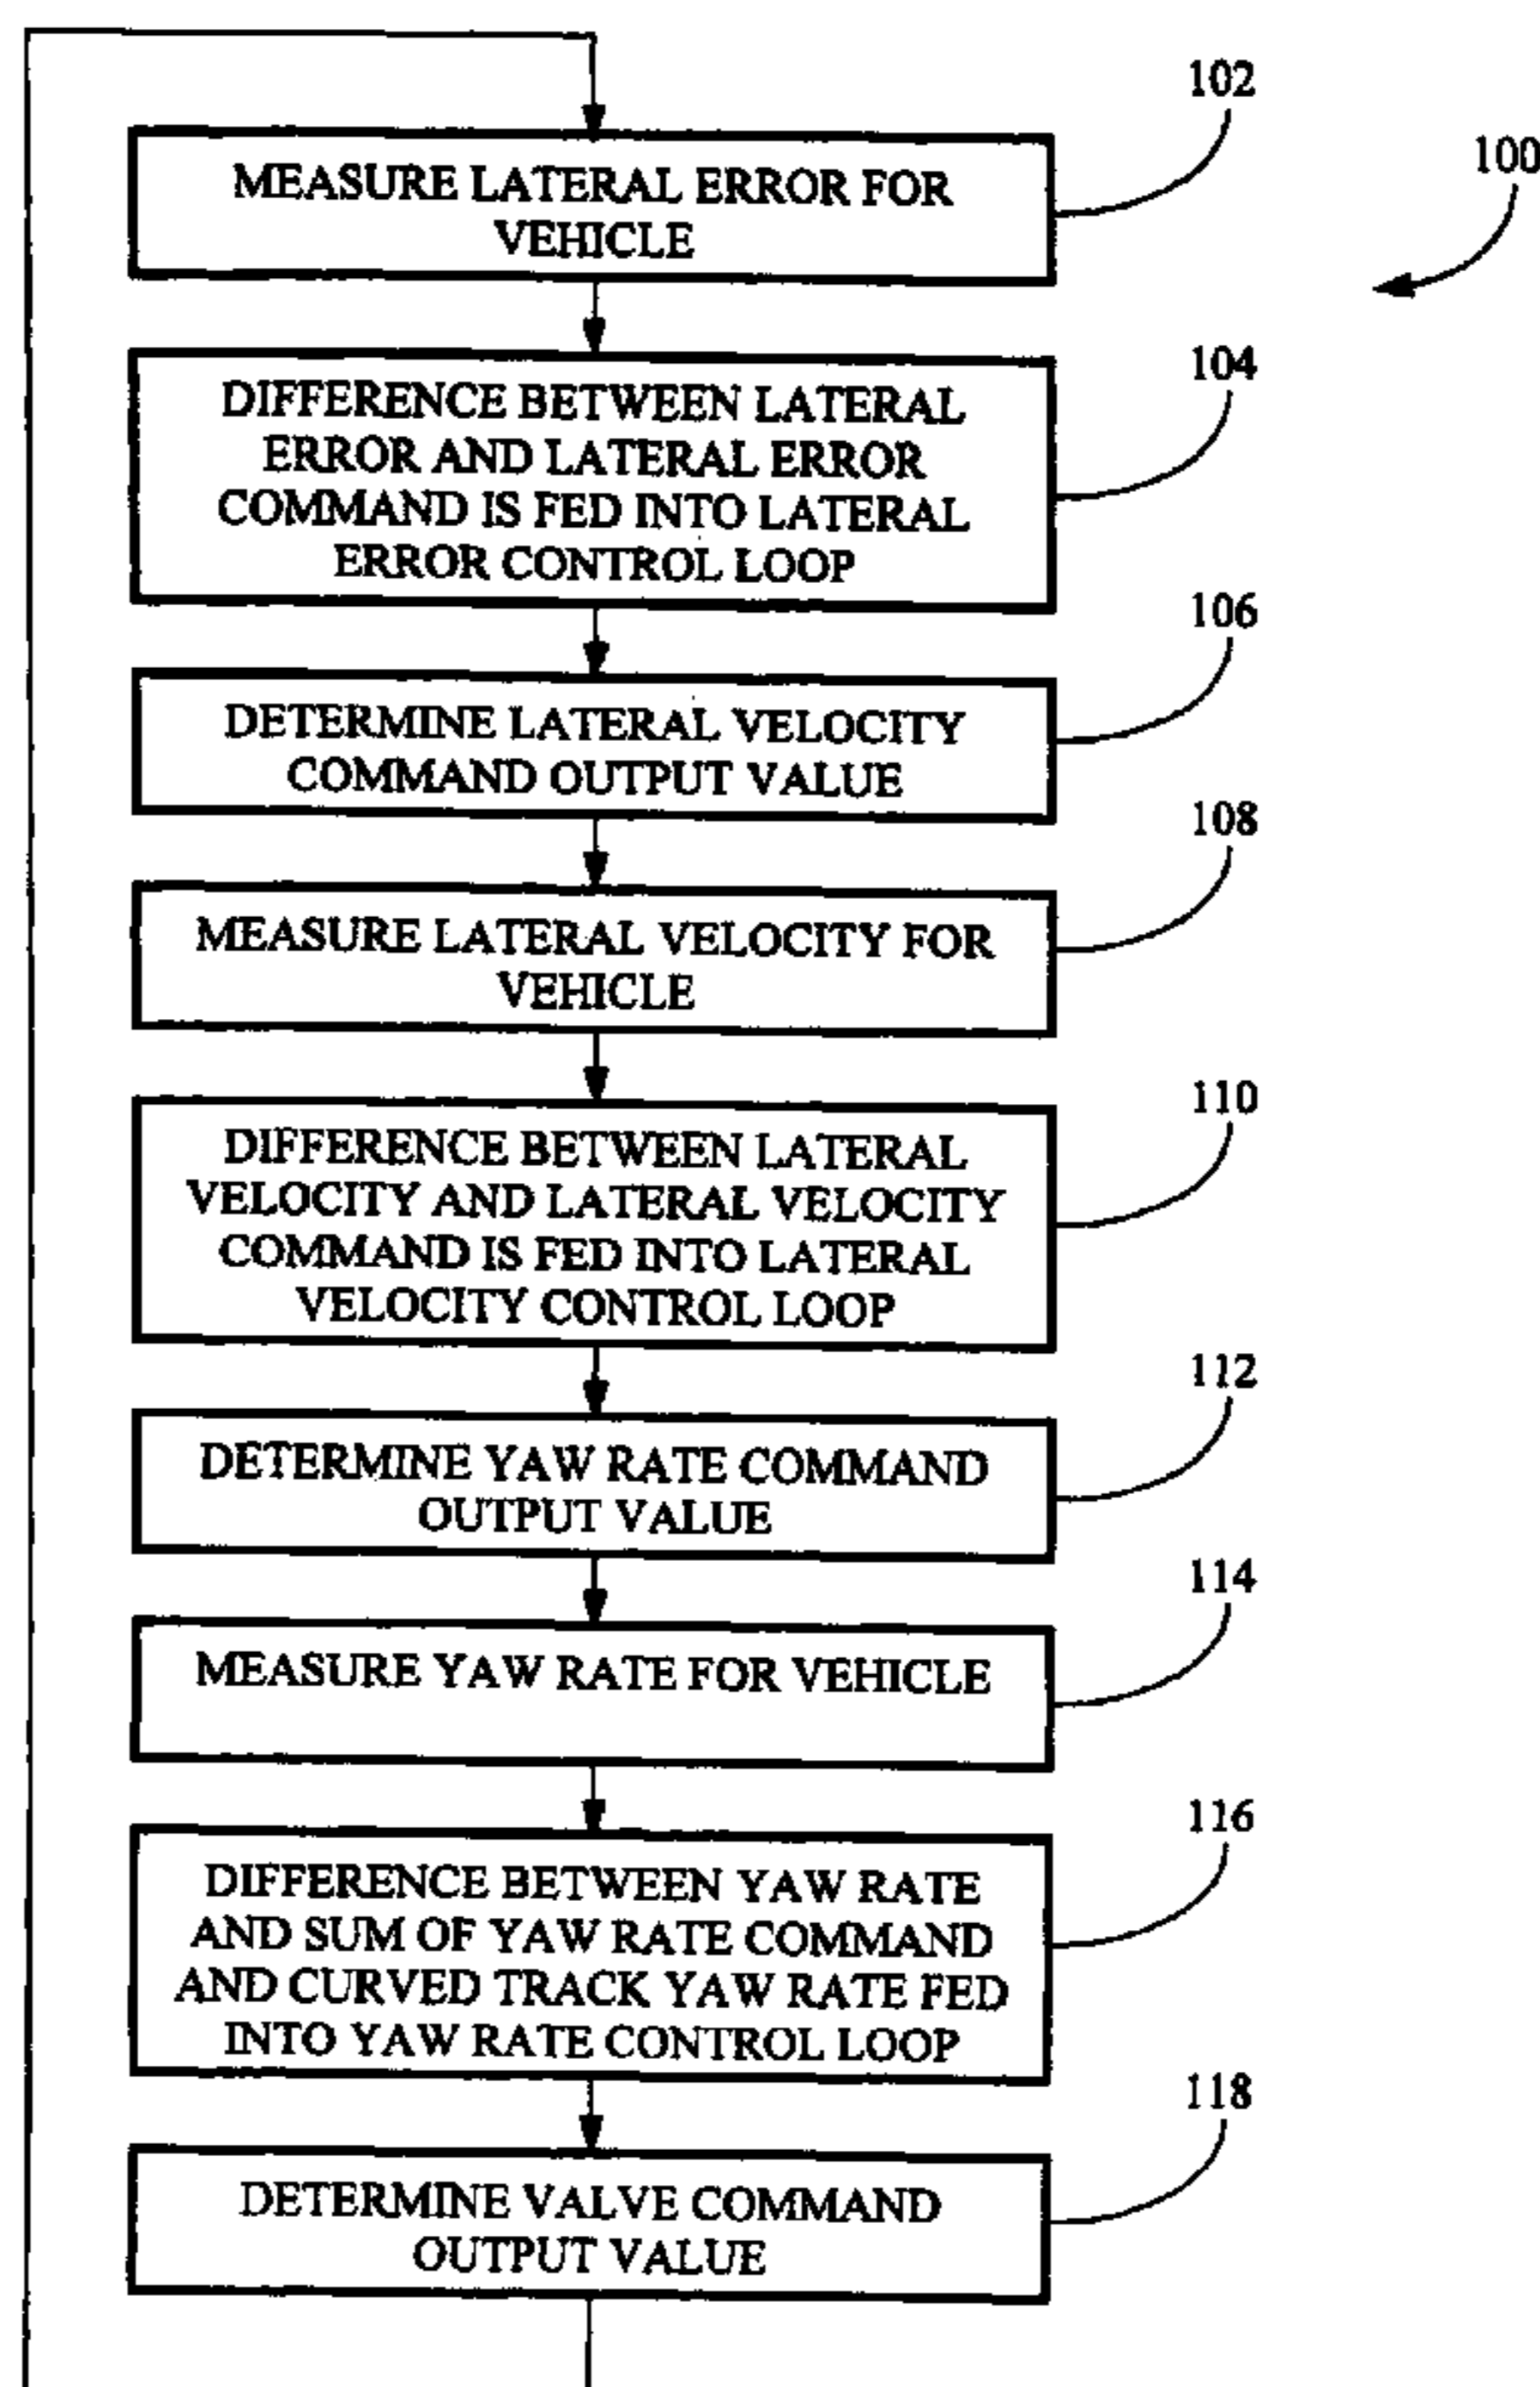 102
100
MEASURE LATERAL ERROR FOR
VEHICLE
104
DIFFERENCE BETWEEN LATERAL
ERROR AND LATERAL ERROR
COMMAND IS FED INTO LATERAL
ERROR CONTROL LOOP
106
DETERMINE LATERAL VELOCITY
COMMAND OUTPUT VALUE
108
MEASURE LATERAL VELOCITY FOR
VEHICLE
110
DIFFERENCE BETWEEN LATERAL
VELOCITY AND LATERAL VELOCITY
COMMAND IS FED INTO LATERAL
VELOCITY CONTROL LOOP
112
DETERMINE YAW RATE COMMAND
OUTPUT VALUE
114
MEASURE YAW RATE FOR VEHICLE
116
DIFFERENCE BETWEEN YAW RATE
AND SUM OF YAW RATE COMMAND
AND CURVED TRACK YAW RATE FED
INTO YAW RATE CONTROL LOOP
118
DETERMINE VALVE COMMAND
OUTPUT VALUE